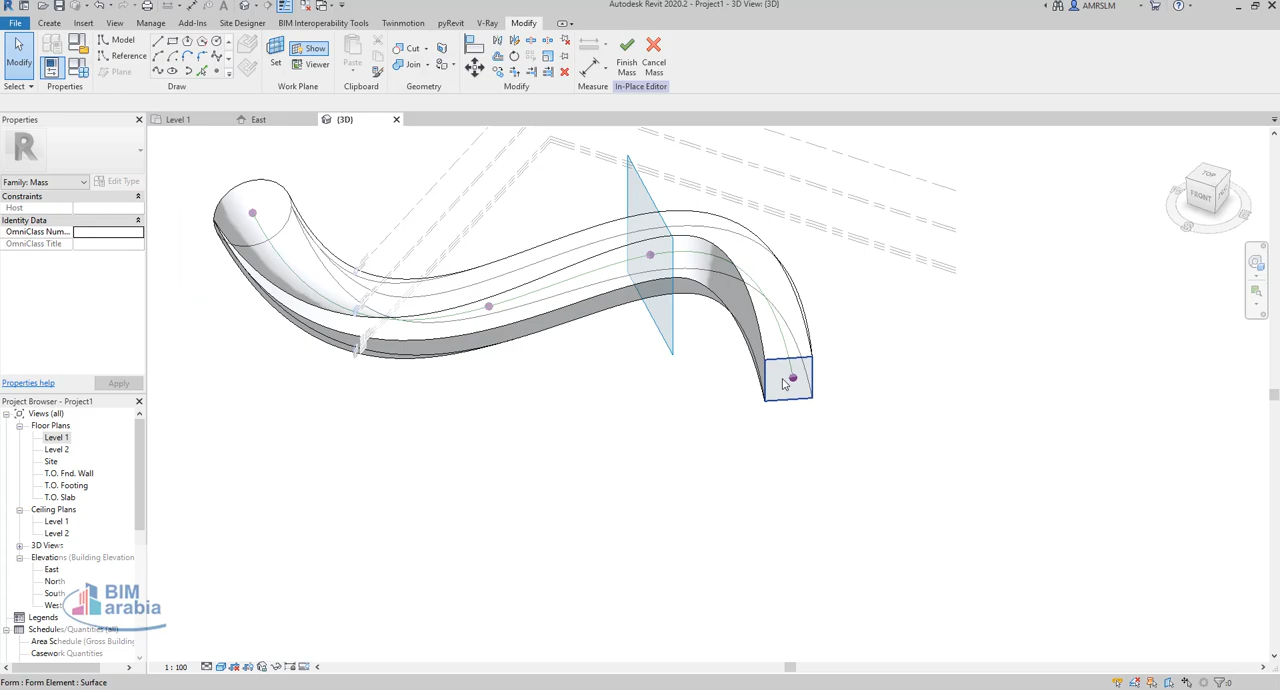 Autodesk Revit 2020.2 - Project1 - 3D View: {3D}
AMRSLM
File Create Insert View Manage Add-Ins Site Designer BIM Interoperability Tools Twinmotion pyRevit V-Ray Modify
Modify
Model
Reference
Plane
Set
Show
Viewer
Paste
Cut
Join
Finish Mass
Cancel Mass
Select Properties Draw Work Plane Clipboard Geometry Modify Measure In-Place Editor
Properties
Level 1 East {3D}
R
Family: Mass Edit Type
Constraints
Host
Identity Data
OmniClass Num...
OmniClass Title
Properties help Apply
Project Browser - Project1
Views (all)
Floor Plans
Level 1
Level 2
Site
T.O. Fnd. Wall
T.O. Footing
T.O. Slab
Ceiling Plans
Level 1
Level 2
3D Views
Elevations (Building Elevation
East
North
South
West
BIM arabia
Legends
Schedules/Quantities (all)
Area Schedule (Gross Building
Casework Quantities
TOP
FRONT
1 : 100
Form : Form Element : Surface
:0